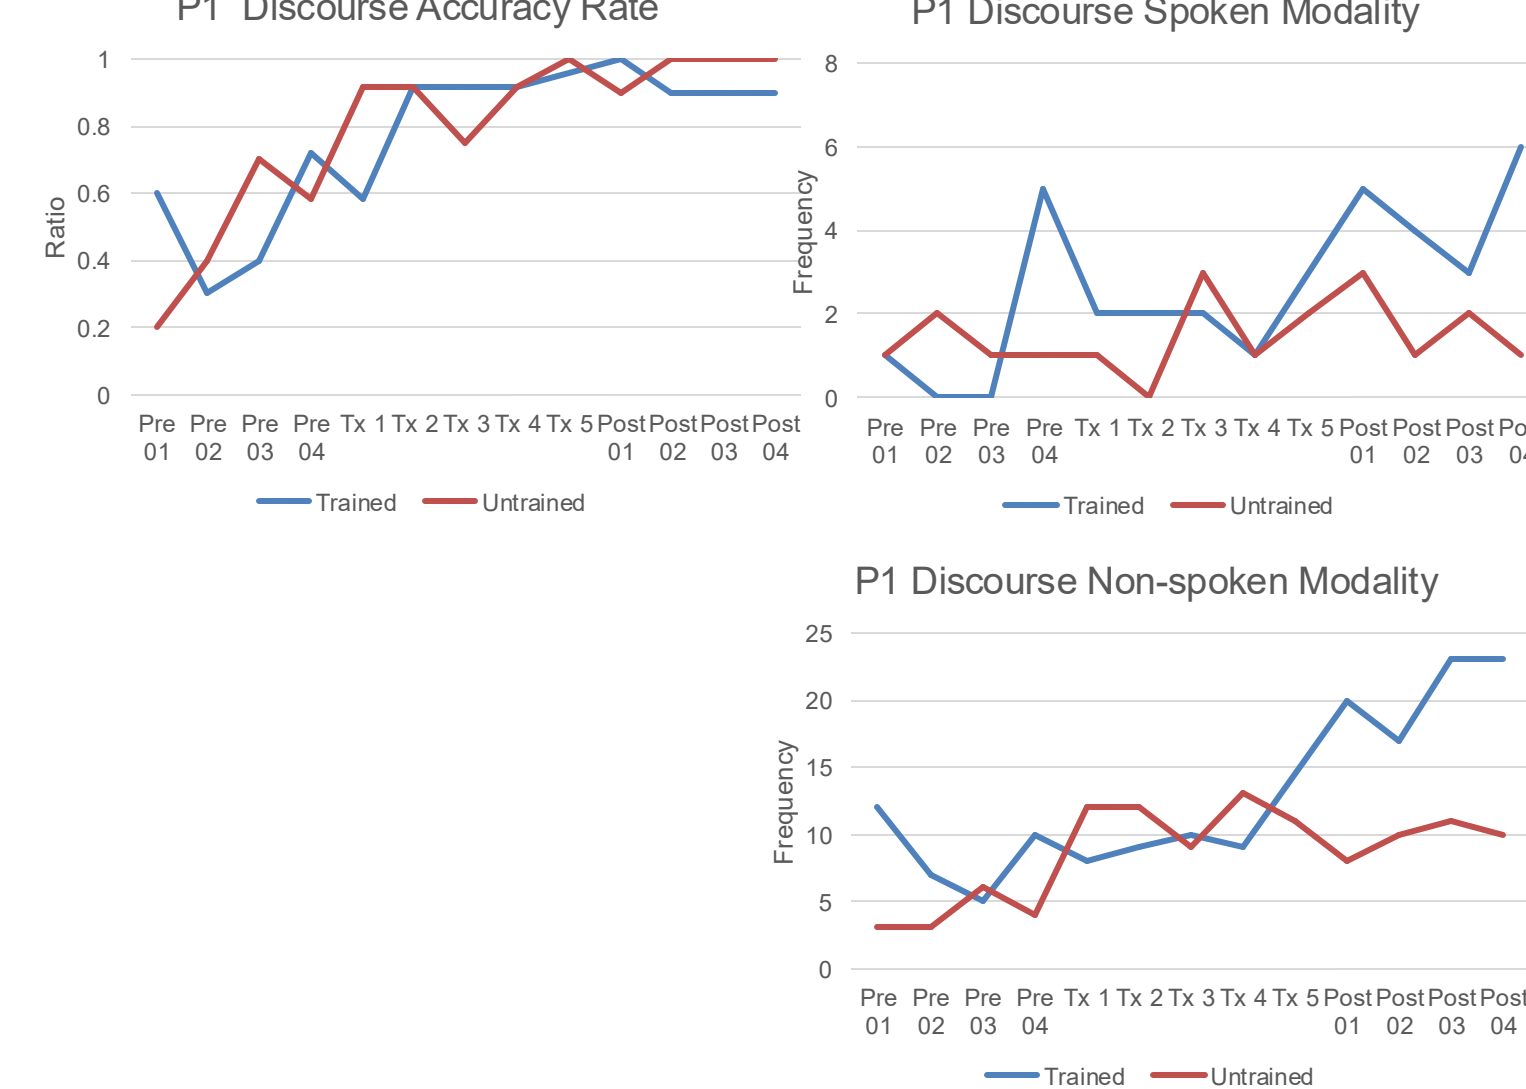 P1  Discourse Accuracy Rate
1
0.8
0.6
0.4
0.2
0
Ratio
Pre Pre Pre Pre Tx 1 Tx 2 Tx 3 Tx 4 Tx 5 Post Post Post Post
01 02 03 04 01 02 03 04
Trained Untrained
P1 Discourse Spoken Modality
8
6
4
2
0
Frequency
Pre Pre Pre Pre Tx 1 Tx 2 Tx 3 Tx 4 Tx 5 Post Post Post Po
01 02 03 04 01 02 03 04
Trained Untrained
P1 Discourse Non-spoken Modality
25
20
15
10
5
0
Frequency
Pre Pre Pre Pre Tx 1 Tx 2 Tx 3 Tx 4 Tx 5 Post Post Post Post
01 02 03 04 01 02 03 04
Trained Untrained